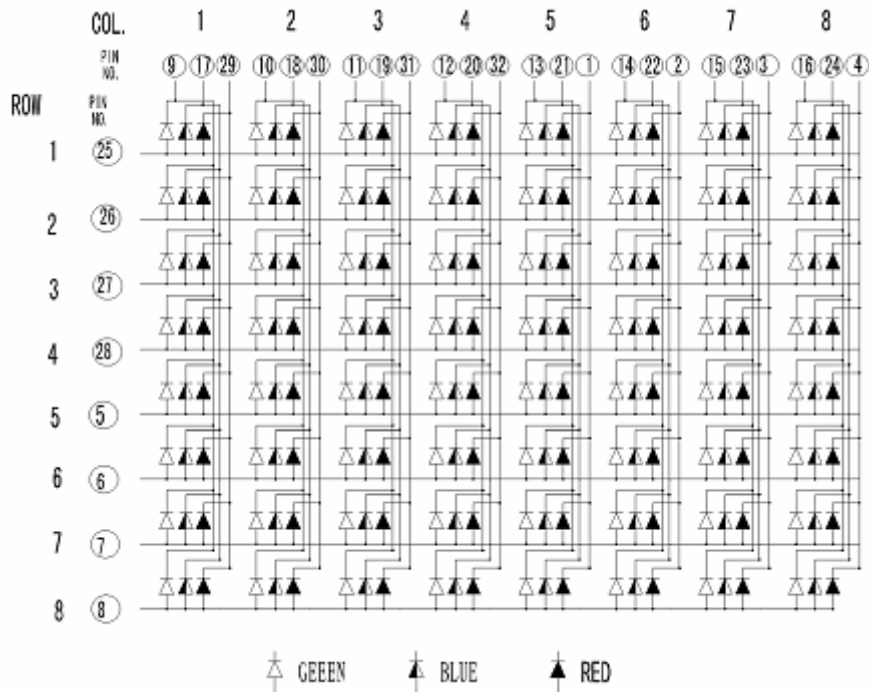 COL. 1 2 3 4 5 6 7 8
PIN NO. 9 17 29 10 18 30 11 19 31 12 20 32 13 21 1 14 22 2 15 23 3 16 24 4
ROW PIN NO.
1 25
2 26
3 27
4 28
5 5
6 6
7 7
8 8
GEEEN BLUE RED